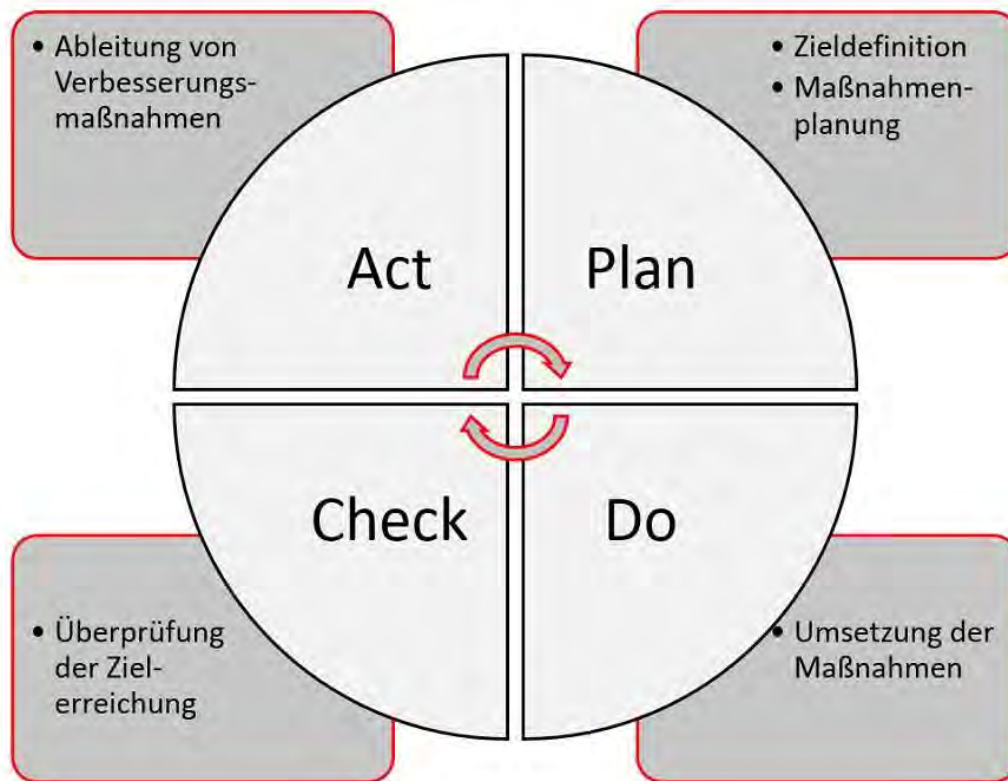 • Ableitung von
Verbesserungs-
maßnahmen
• Zieldefinition
• Maßnahmen-
planung
Act
Plan
Check
Do
• Überprüfung
der Ziel-
erreichung
• Umsetzung der
Maßnahmen